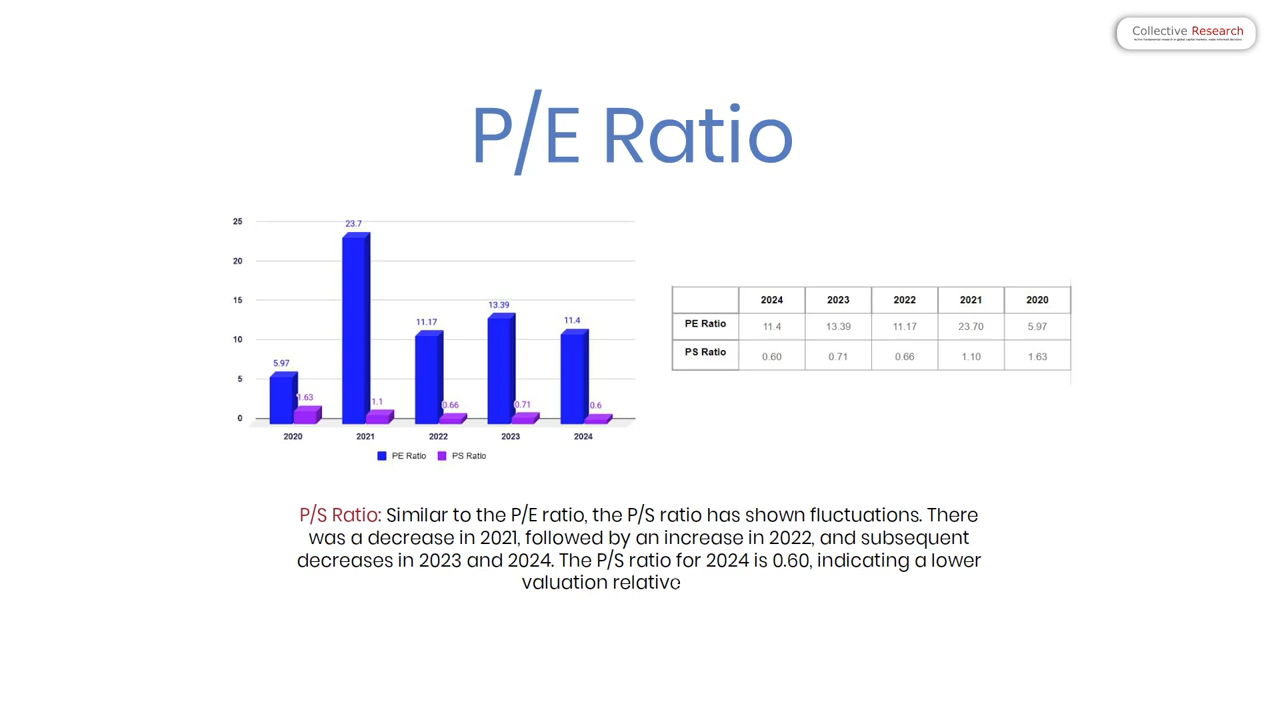 Collective Research
P/E Ratio
25
20
15
10
5
0
5.97
1.63
23.7
1.1
11.17
0.66
13.39
0.71
11.4
0.6
2020
2021
2022
2023
2024
PE Ratio
PS Ratio
2024 2023 2022 2021 2020
PE Ratio 11.4 13.39 11.17 23.70 5.97
PS Ratio 0.60 0.71 0.66 1.10 1.63
P/S Ratio: Similar to the P/E ratio, the P/S ratio has shown fluctuations. There
was a decrease in 2021, followed by an increase in 2022, and subsequent
decreases in 2023 and 2024. The P/S ratio for 2024 is 0.60, indicating a lower
valuation relative